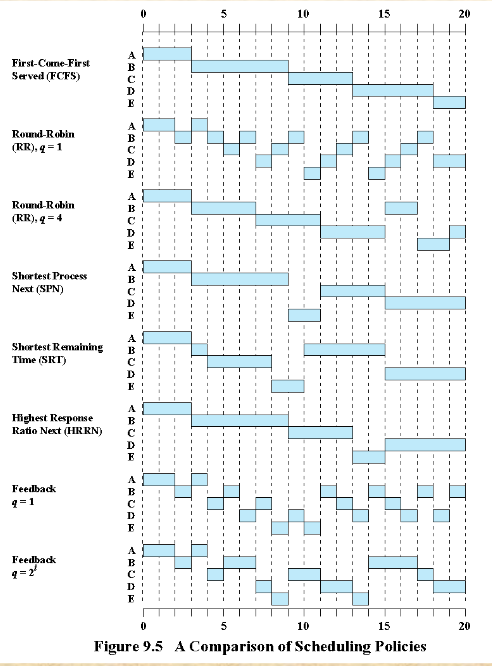 0 5 10 15 20
First-Come-First
Served (FCFS)
A
B
C
D
E
Round-Robin
(RR), q = 1
A
B
C
D
E
Round-Robin
(RR), q = 4
A
B
C
D
E
Shortest Process
Next (SPN)
A
B
C
D
E
Shortest Remaining
Time (SRT)
A
B
C
D
E
Highest Response
Ratio Next (HRRN)
A
B
C
D
E
Feedback
q = 1
A
B
C
D
E
Feedback
q = 2^i
A
B
C
D
E
0 5 10 15 20
Figure 9.5 A Comparison of Scheduling Policies